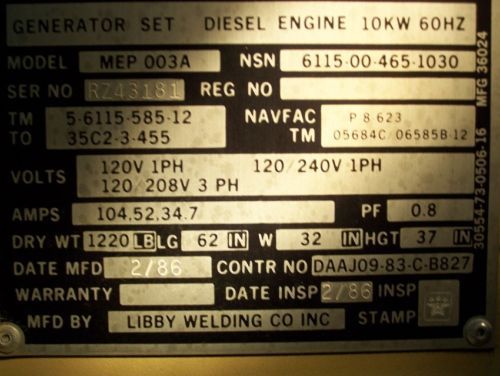 GENERATOR SET DIESEL ENGINE 10KW 60HZ
MODEL MEP 003A NSN 6115-00-465-1030
SER NO RZ43181 REG NO
TM 5-6115-585-12 NAVFAC P 8 623
TO 35C2-3-455 TM 05684C/06585B-12
VOLTS 120V 1PH 120/240V 1PH
120/208V 3 PH
AMPS 104,52,34.7 PF 0.8
DRY WT 1220 LB LG 62 IN W 32 IN HGT 37 IN
DATE MFD 2/86 CONTR NO DAAJ09-83-C-B827
WARRANTY DATE INSP 2/86 INSP
MFD BY LIBBY WELDING CO INC STAMP
30554-73-0506-16 MFG 36024